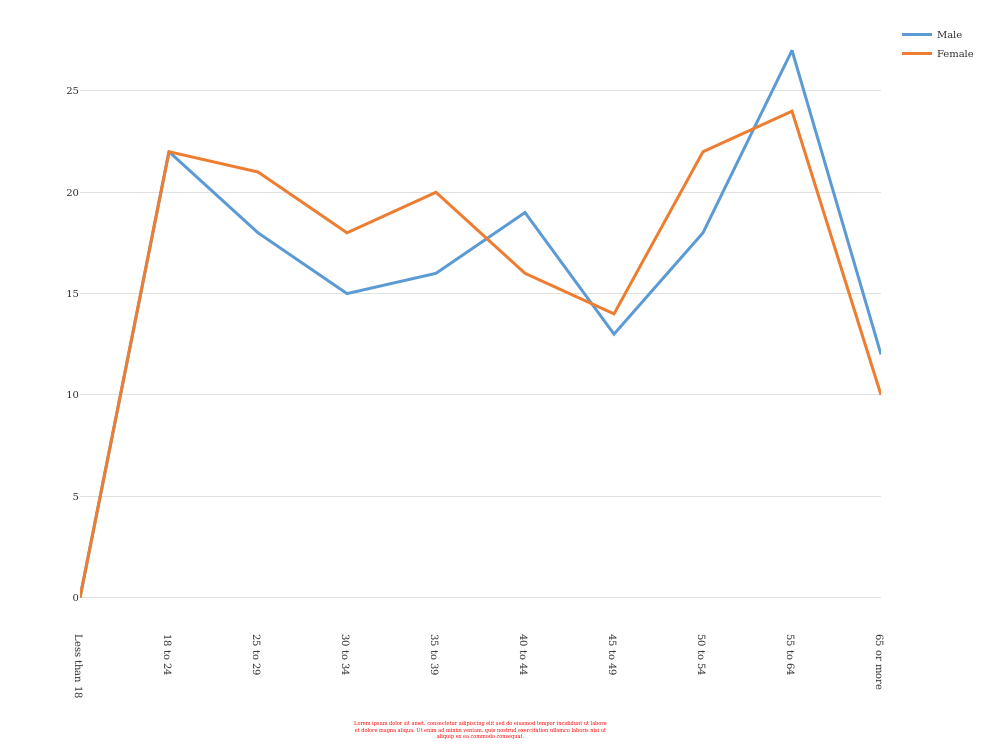 Male
Female
25
20
15
10
5
0
Less than 18
18 to 24
25 to 29
30 to 34
35 to 39
40 to 44
45 to 49
50 to 54
55 to 64
65 or more
Lorem ipsum dolor sit amet, consectetur adipiscing elit sed do eiusmod tempor incididunt ut labore
et dolore magna aliqua. Ut enim ad minim veniam, quis nostrud exercitation ullamco laboris nisi ut
aliquip ex ea commodo consequat.